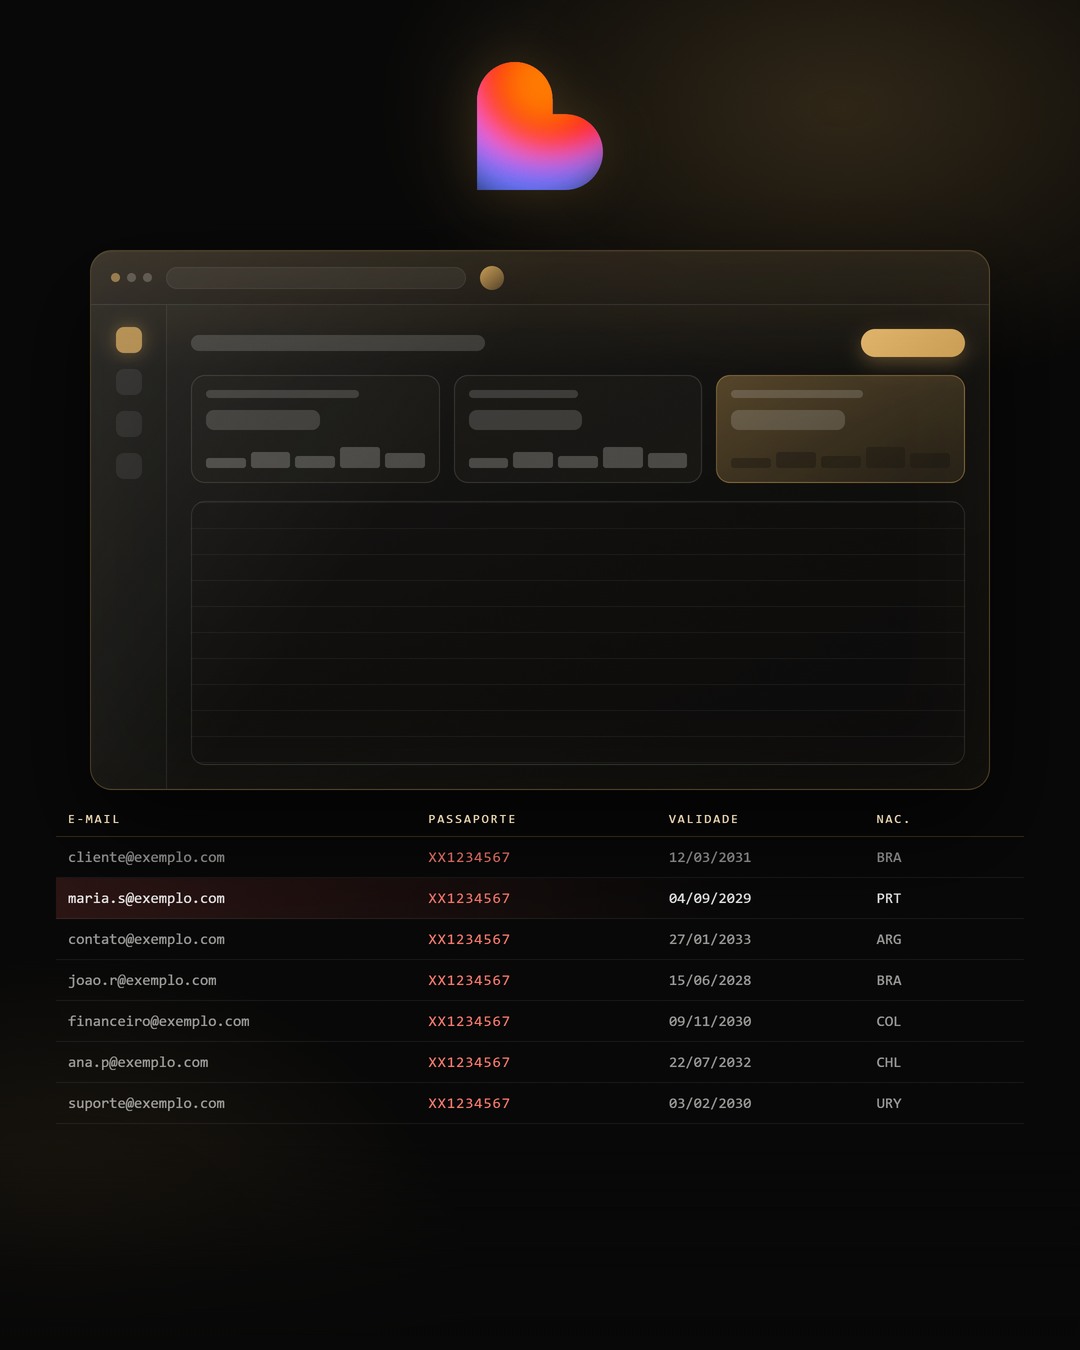 E-MAIL PASSAPORTE VALIDADE NAC.
cliente@exemplo.com XX1234567 12/03/2031 BRA
maria.s@exemplo.com XX1234567 04/09/2029 PRT
contato@exemplo.com XX1234567 27/01/2033 ARG
joao.r@exemplo.com XX1234567 15/06/2028 BRA
financeiro@exemplo.com XX1234567 09/11/2030 COL
ana.p@exemplo.com XX1234567 22/07/2032 CHL
suporte@exemplo.com XX1234567 03/02/2030 URY